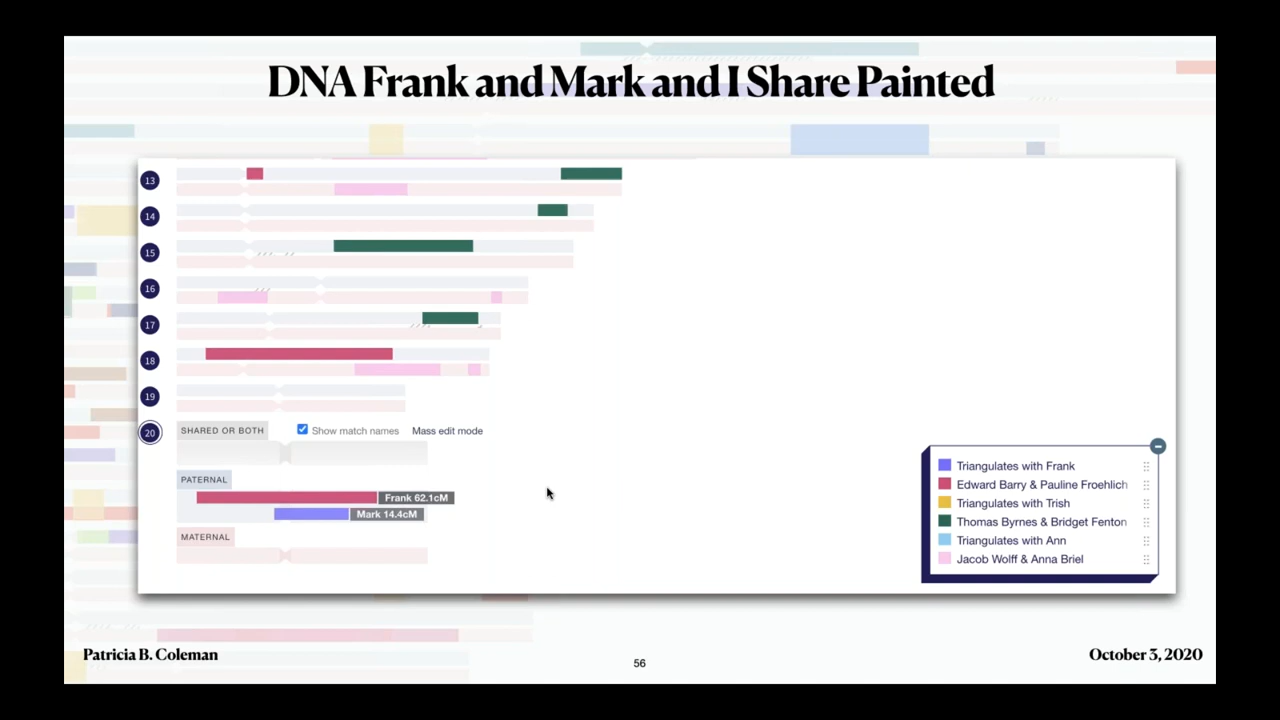 DNA Frank and Mark and I Share Painted
13
14
15
16
17
18
19
20
SHARED OR BOTH
Show match names
Mass edit mode
PATERNAL
Frank 62.1cM
Mark 14.4cM
MATERNAL
Triangulates with Frank
Edward Barry & Pauline Froehlich
Triangulates with Trish
Thomas Byrnes & Bridget Fenton
Triangulates with Ann
Jacob Wolff & Anna Briel
Patricia B. Coleman
56
October 3, 2020